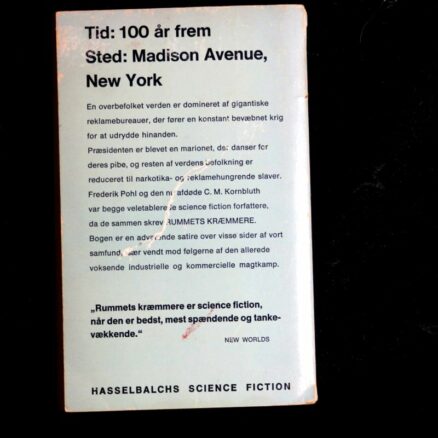 Tid: 100 år frem
Sted: Madison Avenue,
New York
En overbefolket verden er domineret af gigantiske
reklamebureauer, der fører en konstant bevæbnet krig
for at udrydde hinanden.
Præsidenten er blevet en marionet, der danser for
deres pibe, og resten af verdens befolkning er
reduceret til narkotika- og reklamehungrende slaver.
Frederik Pohl og den nu afdøde C. M. Kornbluth
var begge veletablerede science fiction forfattere,
da de sammen skrev RUMMETS KRÆMMERE.
Bogen er en advarende satire over visse sider af vort
samfund, især vendt mod følgerne af den allerede
voksende industrielle og kommercielle magtkamp.
„Rummets kræmmere er science fiction,
når den er bedst, mest spændende og tanke-
vækkende.“
NEW WORLDS
HASSELBALCHS SCIENCE FICTION